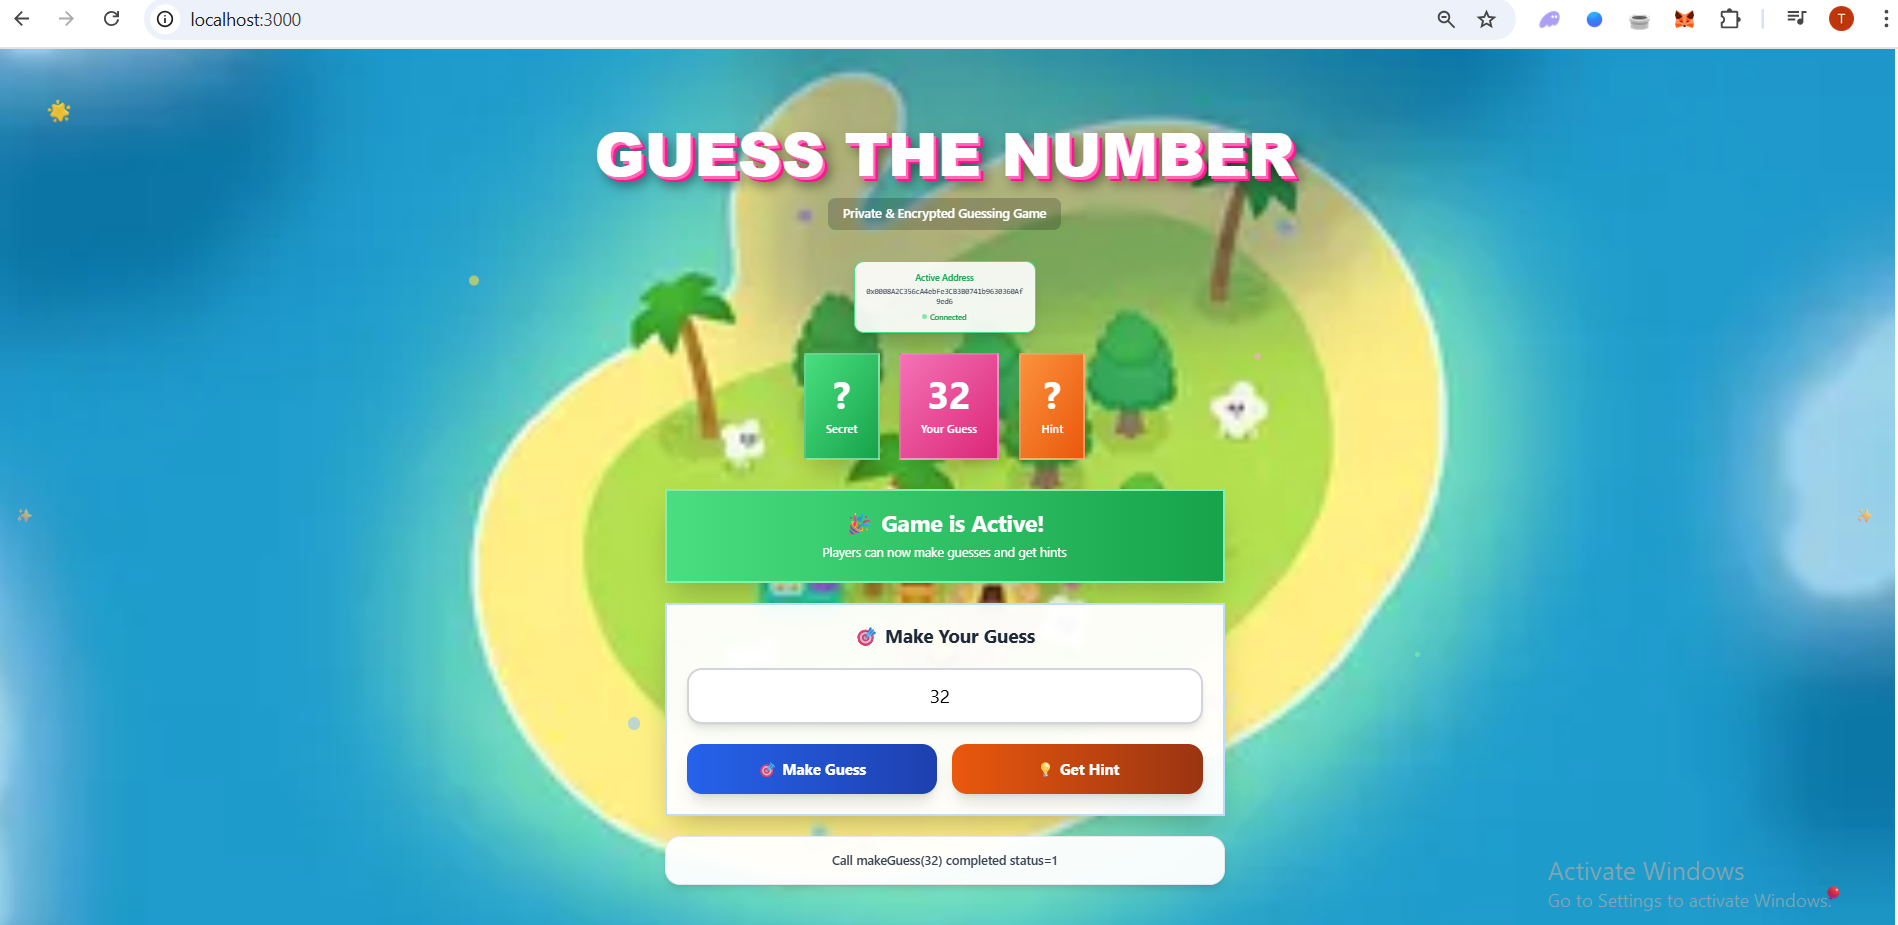 localhost:3000
T
GUESS THE NUMBER
Private & Encrypted Guessing Game
Active Address
0x0008A2C356cA4ebFe3C83B0741b9630360Af
9ed6
Connected
? 32 ?
Secret Your Guess Hint
Game is Active!
Players can now make guesses and get hints
Make Your Guess
32
Make Guess Get Hint
Call makeGuess(32) completed status=1
Activate Windows
Go to Settings to activate Windows.